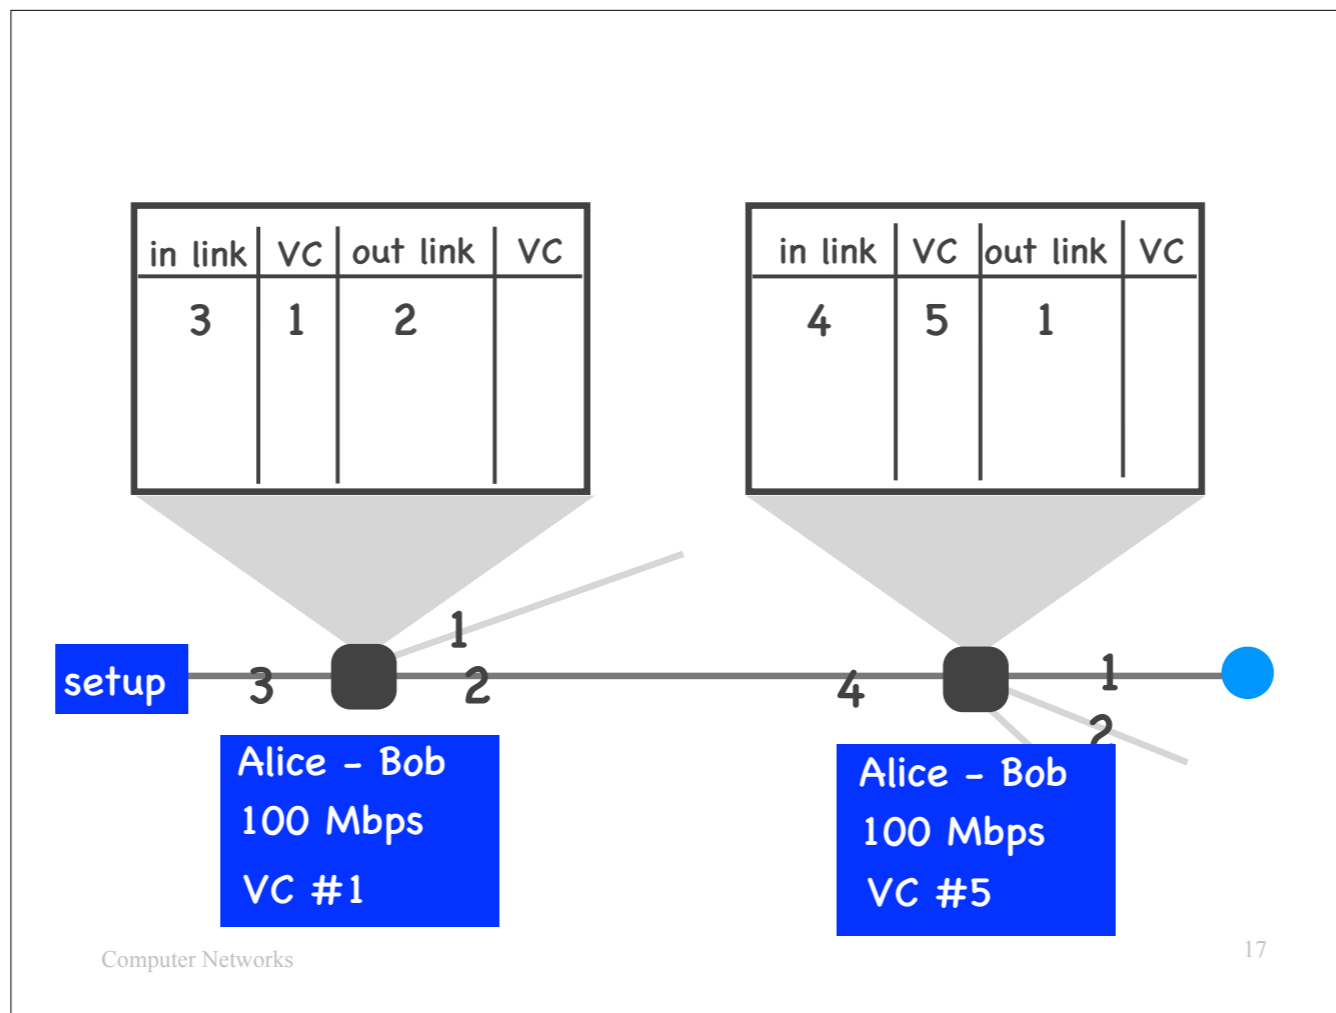 in link VC out link VC
3 1 2
in link VC out link VC
4 5 1
1
setup
3
2
4
1
2
Alice - Bob
100 Mbps
VC #1
Alice - Bob
100 Mbps
VC #5
Computer Networks
17